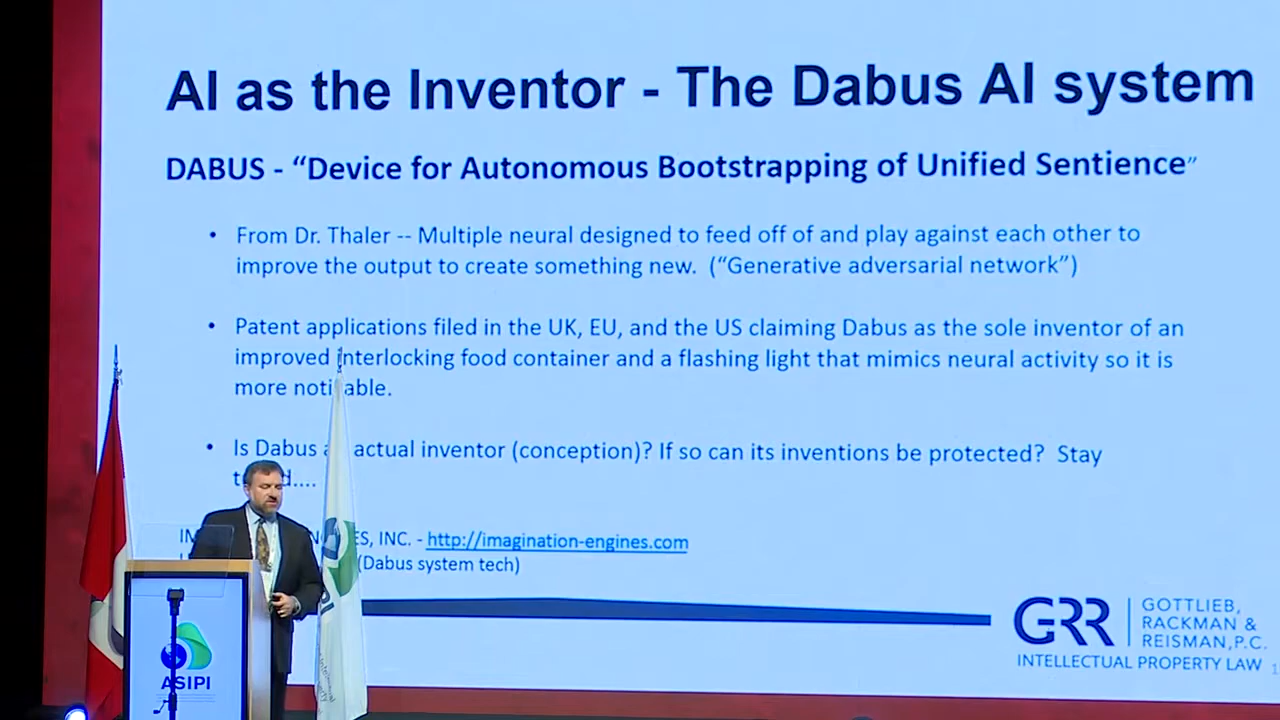 AI as the Inventor - The Dabus AI system
DABUS - “Device for Autonomous Bootstrapping of Unified Sentience”
• From Dr. Thaler -- Multiple neural designed to feed off of and play against each other to
improve the output to create something new. (“Generative adversarial network”)
• Patent applications filed in the UK, EU, and the US claiming Dabus as the sole inventor of an
improved interlocking food container and a flashing light that mimics neural activity so it is
more noti able.
• Is Dabus a actual inventor (conception)? If so can its inventions be protected? Stay
ES, INC. - http://imagination-engines.com
(Dabus system tech)
GRR
GOTTLIEB,
RACKMAN &
REISMAN, P.C.
INTELLECTUAL PROPERTY LAW
ASIPI